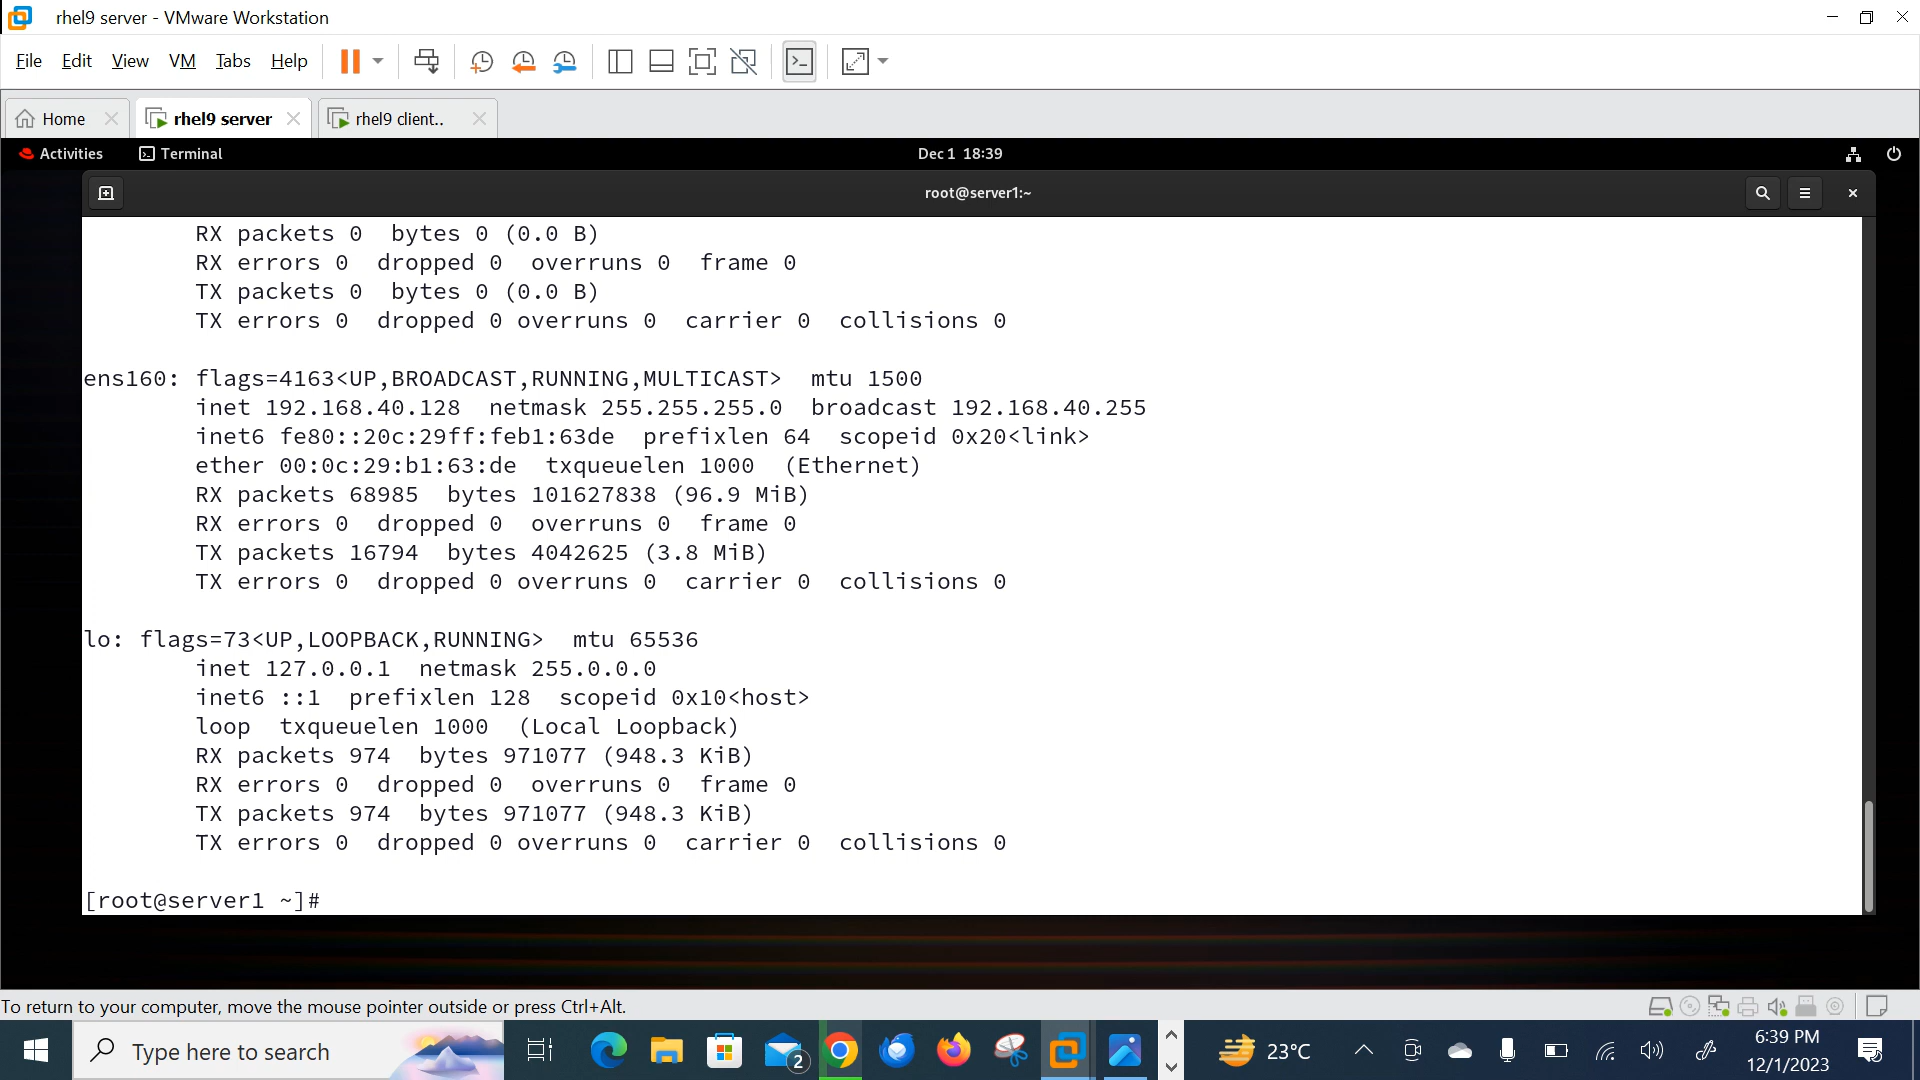 rhel9 server - VMware Workstation
File Edit View VM Tabs Help
Home rhel9 server rhel9 client..
Activities Terminal Dec 1 18:39
root@server1:~
RX packets 0  bytes 0 (0.0 B)
RX errors 0  dropped 0  overruns 0  frame 0
TX packets 0  bytes 0 (0.0 B)
TX errors 0  dropped 0 overruns 0  carrier 0  collisions 0
ens160: flags=4163<UP,BROADCAST,RUNNING,MULTICAST>  mtu 1500
inet 192.168.40.128  netmask 255.255.255.0  broadcast 192.168.40.255
inet6 fe80::20c:29ff:feb1:63de  prefixlen 64  scopeid 0x20<link>
ether 00:0c:29:b1:63:de  txqueuelen 1000  (Ethernet)
RX packets 68985  bytes 101627838 (96.9 MiB)
RX errors 0  dropped 0  overruns 0  frame 0
TX packets 16794  bytes 4042625 (3.8 MiB)
TX errors 0  dropped 0 overruns 0  carrier 0  collisions 0
lo: flags=73<UP,LOOPBACK,RUNNING>  mtu 65536
inet 127.0.0.1  netmask 255.0.0.0
inet6 ::1  prefixlen 128  scopeid 0x10<host>
loop  txqueuelen 1000  (Local Loopback)
RX packets 974  bytes 971077 (948.3 KiB)
RX errors 0  dropped 0  overruns 0  frame 0
TX packets 974  bytes 971077 (948.3 KiB)
TX errors 0  dropped 0 overruns 0  carrier 0  collisions 0
[root@server1 ~]#
To return to your computer, move the mouse pointer outside or press Ctrl+Alt.
Type here to search 2 23°C 6:39 PM
12/1/2023